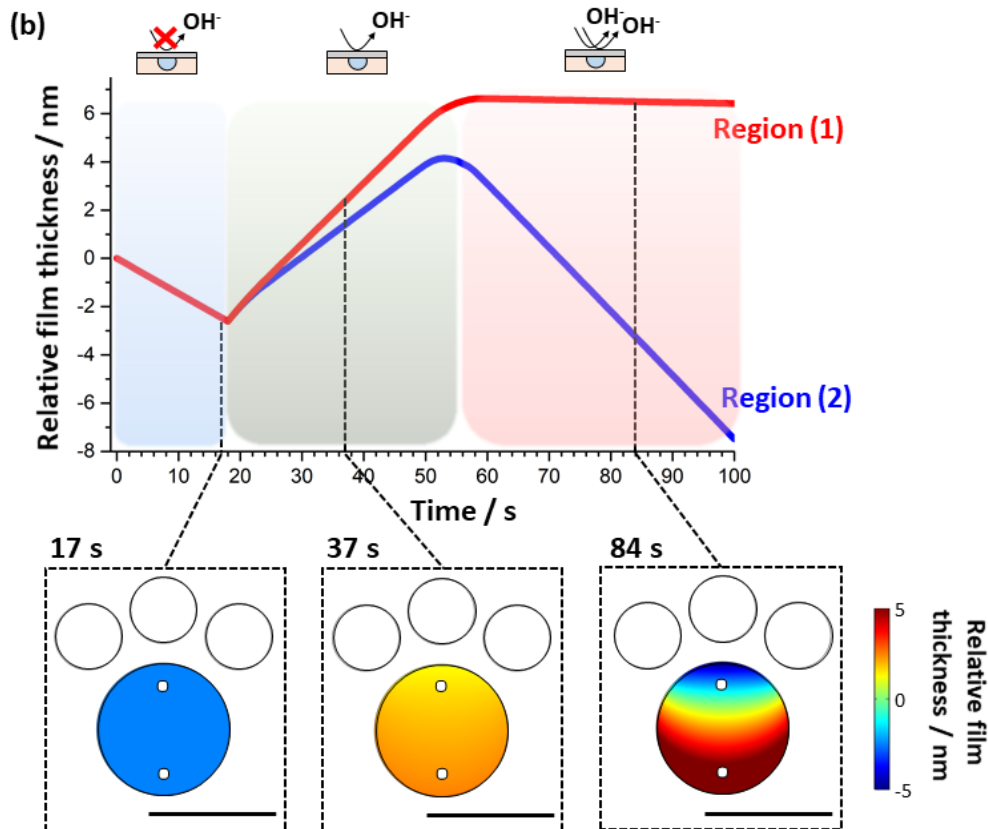 (b)
OH⁻
OH⁻
OH⁻
OH⁻
Relative film thickness / nm
6
4
2
0
-2
-4
-6
-8
Region (1)
Region (2)
0 10 20 30 40 50 60 70 80 90 100
Time / s
17 s
37 s
84 s
5
0
-5
Relative film
thickness / nm